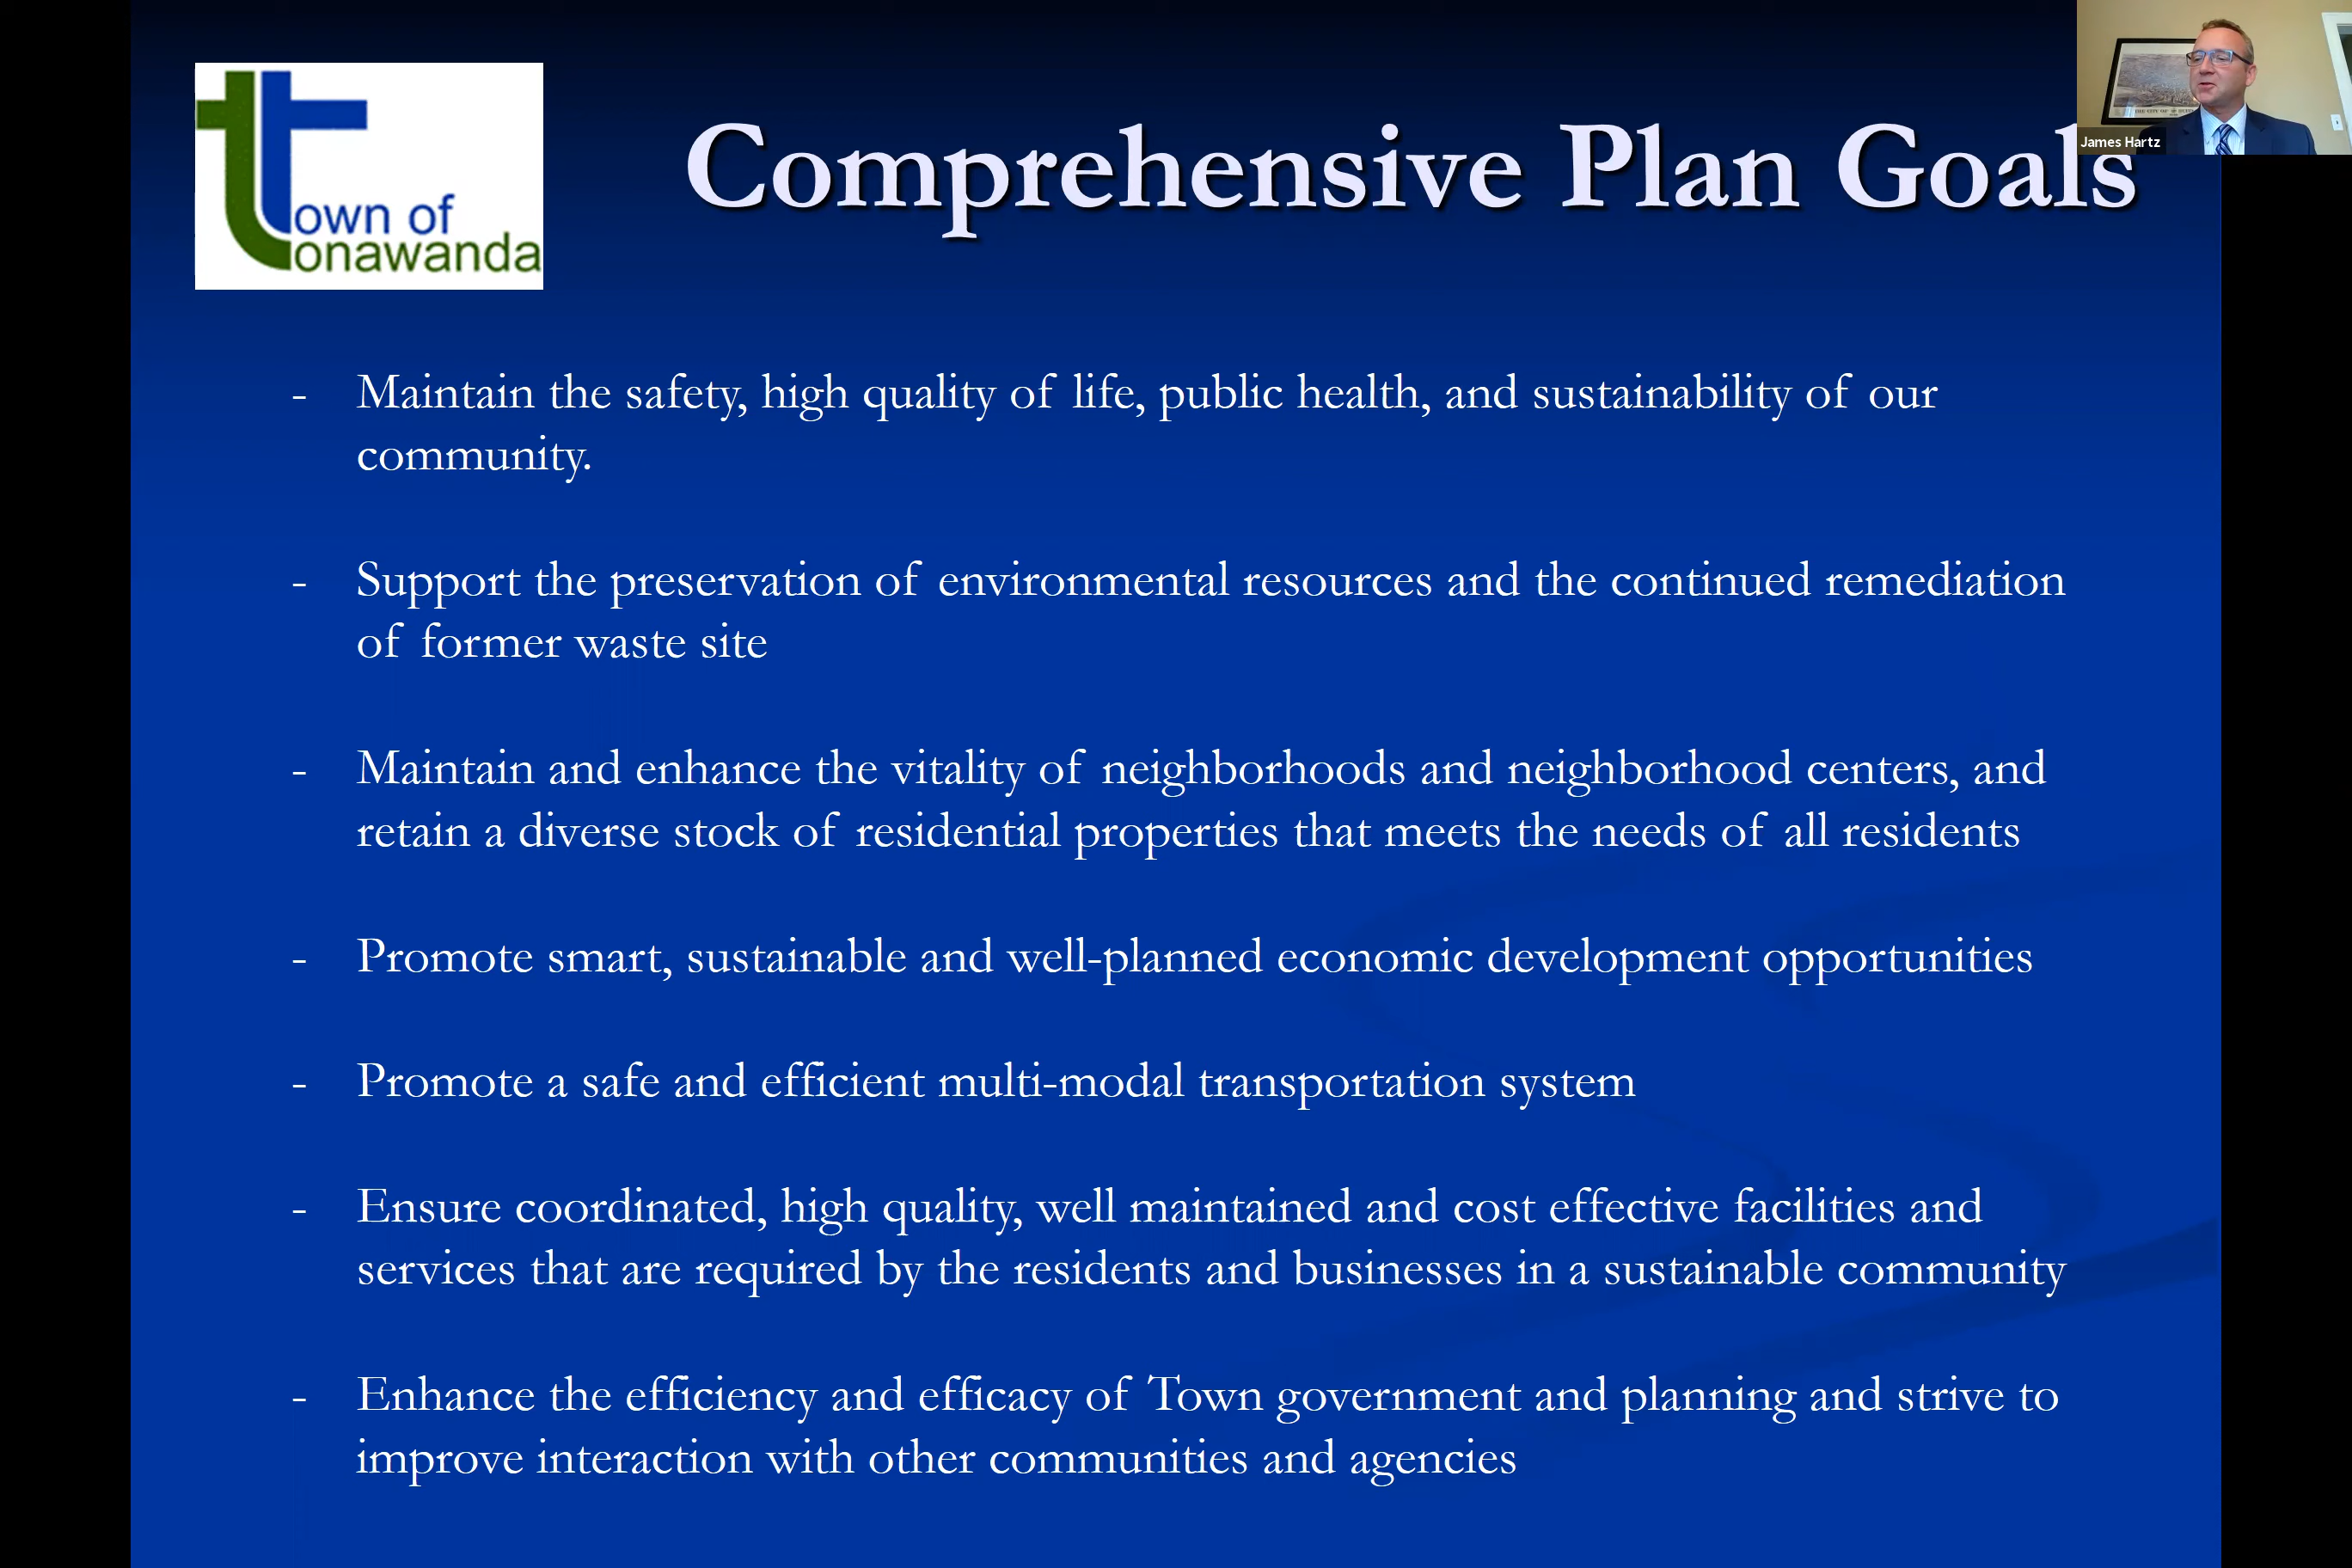 Town of
Tonawanda
Comprehensive Plan Goals
James Hartz
- Maintain the safety, high quality of life, public health, and sustainability of our
community.
- Support the preservation of environmental resources and the continued remediation
of former waste site
- Maintain and enhance the vitality of neighborhoods and neighborhood centers, and
retain a diverse stock of residential properties that meets the needs of all residents
- Promote smart, sustainable and well-planned economic development opportunities
- Promote a safe and efficient multi-modal transportation system
- Ensure coordinated, high quality, well maintained and cost effective facilities and
services that are required by the residents and businesses in a sustainable community
- Enhance the efficiency and efficacy of Town government and planning and strive to
improve interaction with other communities and agencies